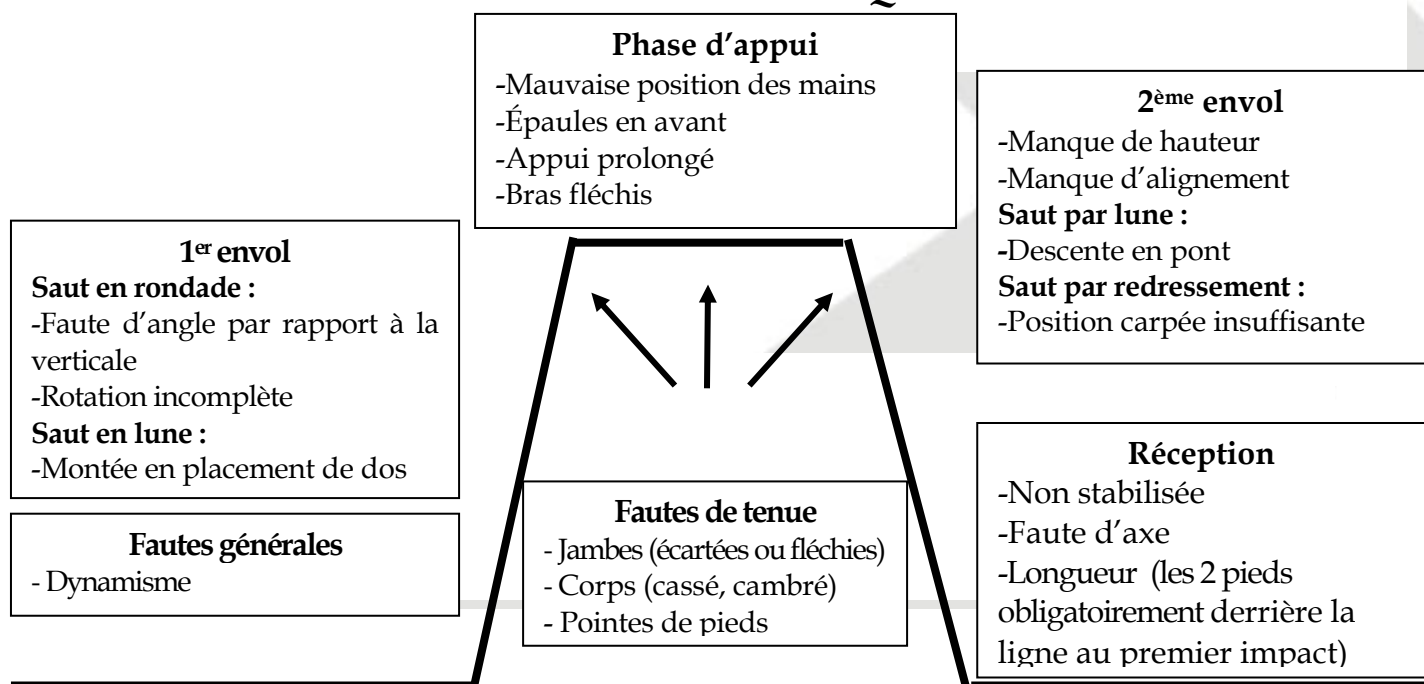 Phase d’appui
-Mauvaise position des mains
-Épaules en avant
-Appui prolongé
-Bras fléchis
1er envol
Saut en rondade :
-Faute d’angle par rapport à la
verticale
-Rotation incomplète
Saut en lune :
-Montée en placement de dos
Fautes générales
- Dynamisme
Fautes de tenue
- Jambes (écartées ou fléchies)
- Corps (cassé, cambré)
- Pointes de pieds
2ème envol
-Manque de hauteur
-Manque d’alignement
Saut par lune :
-Descente en pont
Saut par redressement :
-Position carpée insuffisante
Réception
-Non stabilisée
-Faute d’axe
-Longueur (les 2 pieds
obligatoirement derrière la
ligne au premier impact)